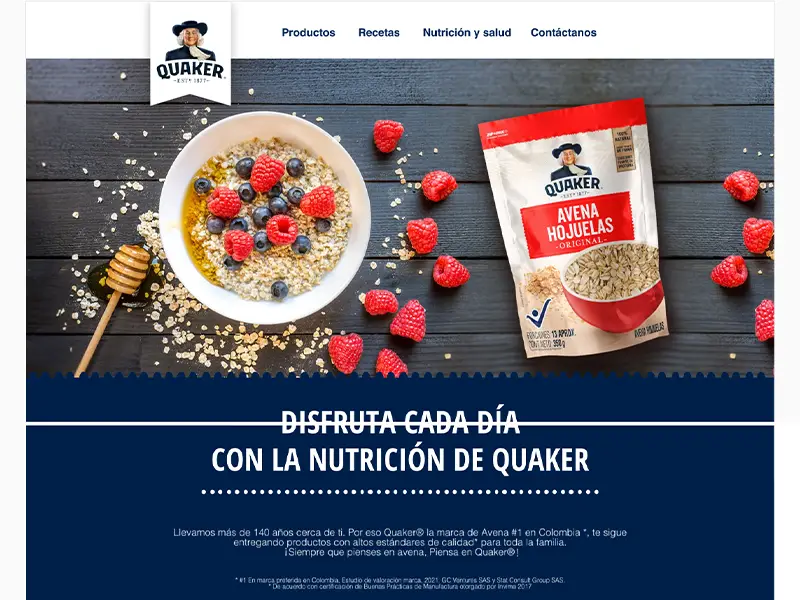 Productos Recetas Nutrición y salud Contáctanos
QUAKER
EST. 1877
100% NATURAL
QUAKER
EST. 1877
AVENA
HOJUELAS
ORIGINAL
PORCIONES: 13 APROX.
CONT. NETO: 350 g
AVENA HOJUELAS
DISFRUTA CADA DÍA
CON LA NUTRICIÓN DE QUAKER
Llevamos más de 140 años cerca de ti. Por eso Quaker® la marca de Avena #1 en Colombia *, te sigue
entregando productos con altos estándares de calidad* para toda la familia.
¡Siempre que pienses en avena, Piensa en Quaker®!
* #1 En marca preferida en Colombia, Estudio de valoración marca, 2021, GC Ventures SAS y Stat Consult Group SAS.
* De acuerdo con certificación de Buenas Prácticas de Manufactura otorgado por Invima 2017